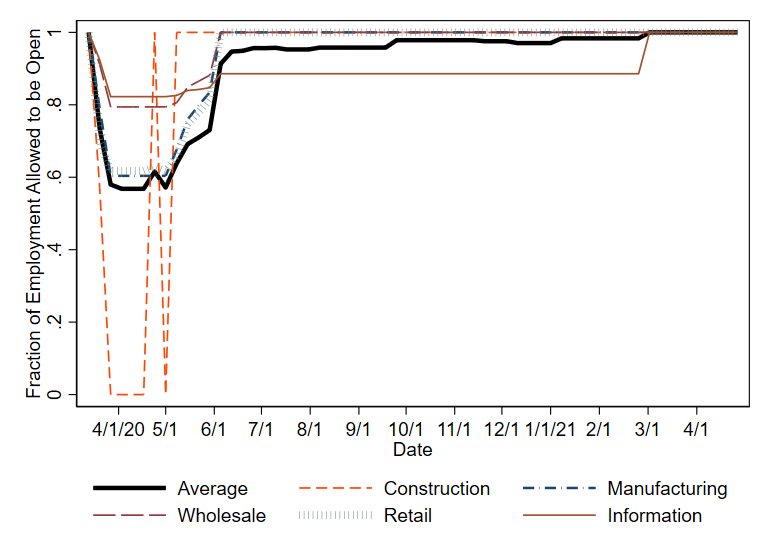 Fraction of Employment Allowed to be Open
1
.8
.6
.4
.2
0
4/1/20 5/1 6/1 7/1 8/1 9/1 10/1 11/1 12/1 1/1/21 2/1 3/1 4/1
Date
Average Construction Manufacturing
Wholesale Retail Information